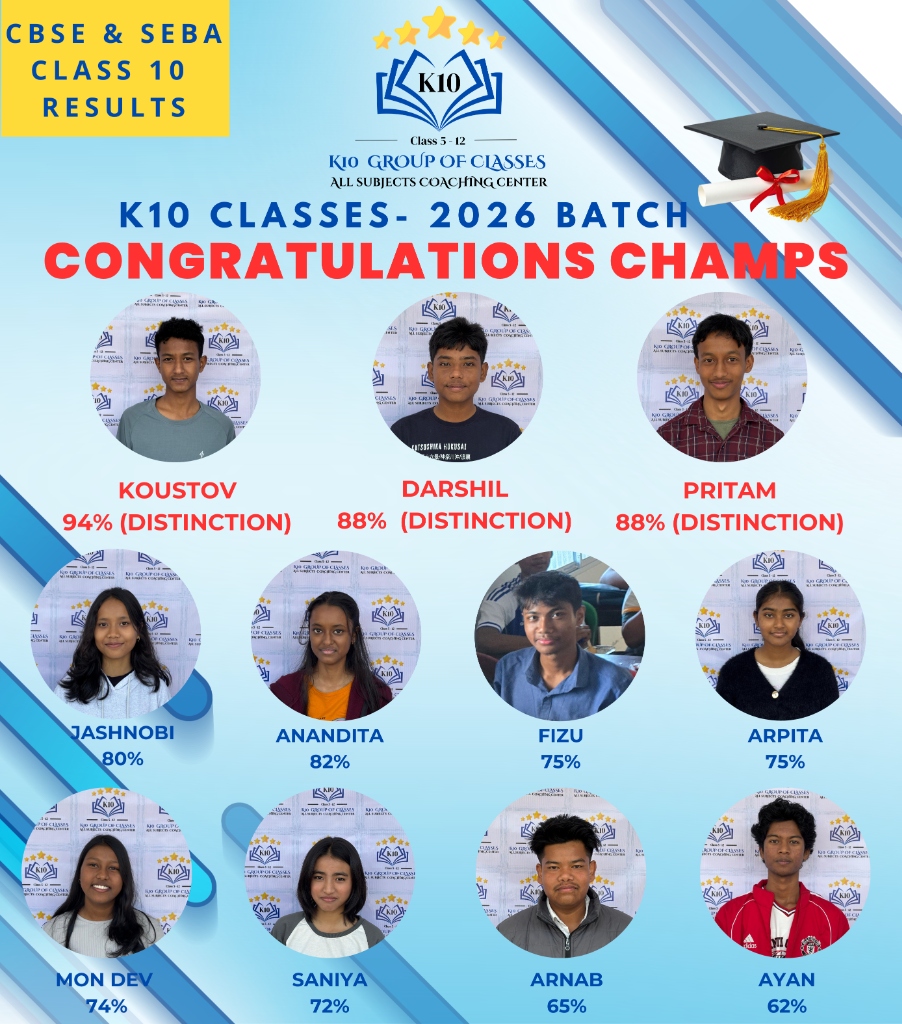 CBSE & SEBA
CLASS 10
RESULTS
K10
Class 5 - 12
K10 GROUP OF CLASSES
ALL SUBJECTS COACHING CENTER
K10 CLASSES- 2026 BATCH
CONGRATULATIONS CHAMPS
KOUSTOV
94% (DISTINCTION)
DARSHIL
88% (DISTINCTION)
PRITAM
88% (DISTINCTION)
JASHNOBI
80%
ANANDITA
82%
FIZU
75%
ARPITA
75%
MON DEV
74%
SANIYA
72%
ARNAB
65%
AYAN
62%